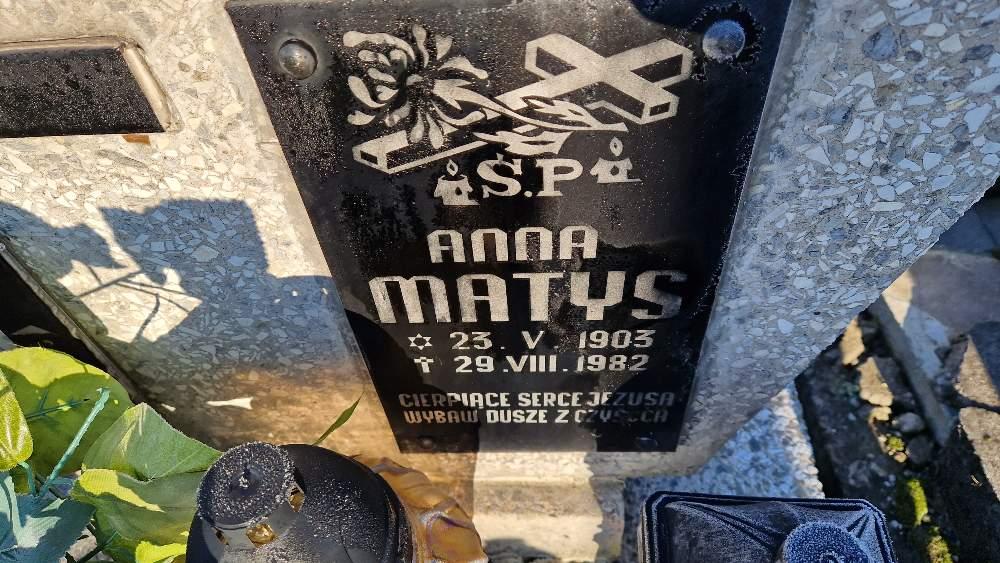 Ś.P
ANNA
MATYS
23.V.1903
29.VIII.1982
CIERPIĄCE SERCE JEZUSA
WYBAW DUSZE Z CZYŚĆCA